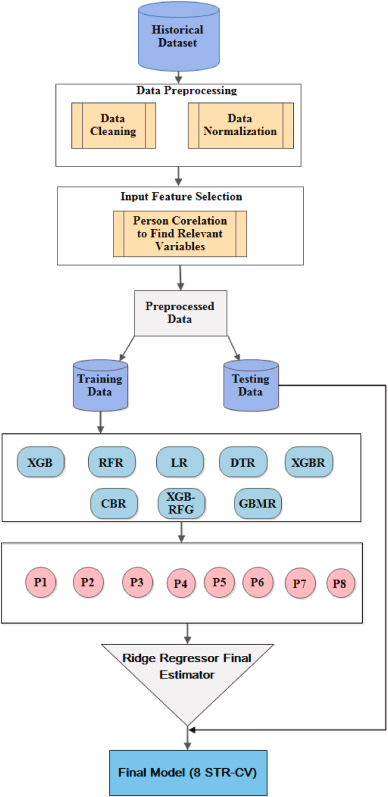 Historical
Dataset
Data Preprocessing
Data
Cleaning
Data
Normalization
Input Feature Selection
Person Corelation
to Find Relevant
Variables
Preprocessed
Data
Training
Data
Testing
Data
XGB
RFR
LR
DTR
XGBR
CBR
XGB-
RFG
GBMR
P1
P2
P3
P4
P5
P6
P7
P8
Ridge Regressor Final
Estimator
Final Model (8 STR-CV)